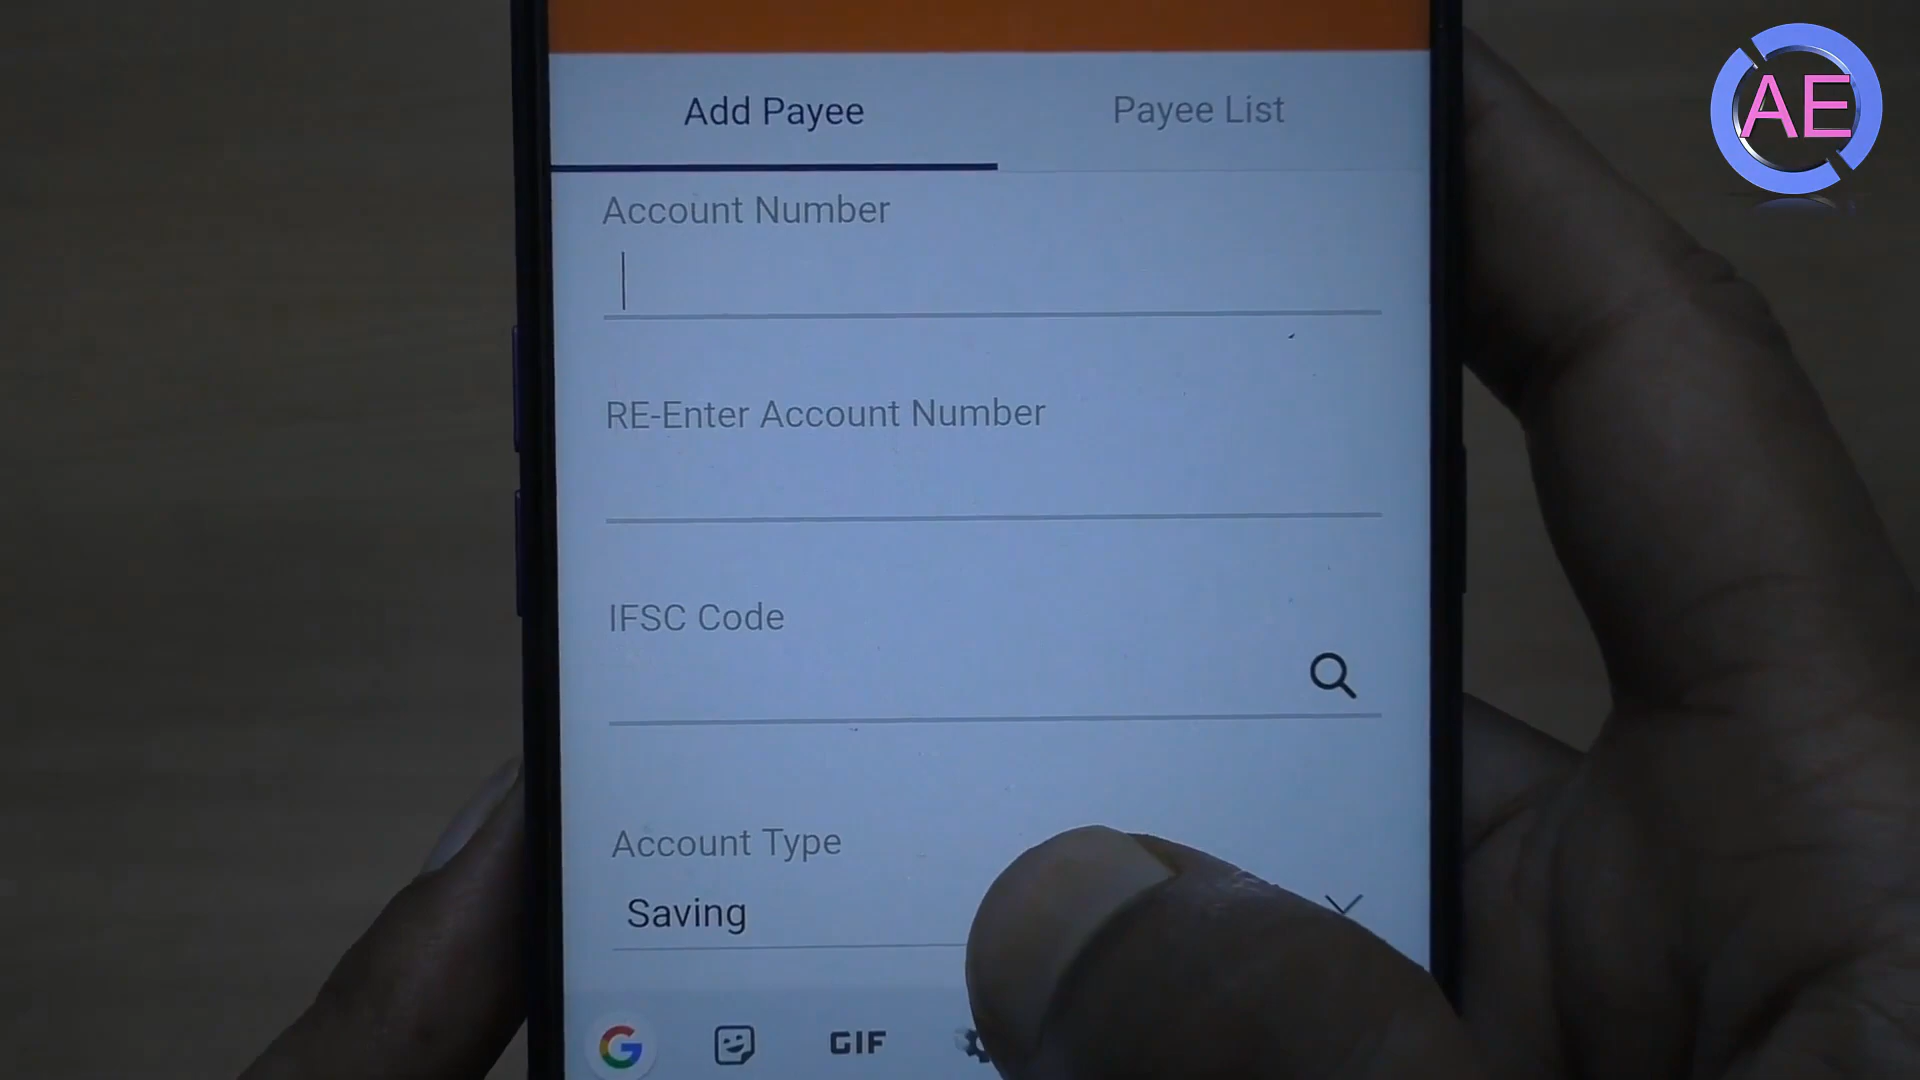 AE
Add Payee
Payee List
Account Number
RE-Enter Account Number
IFSC Code
Account Type
Saving
G
GIF